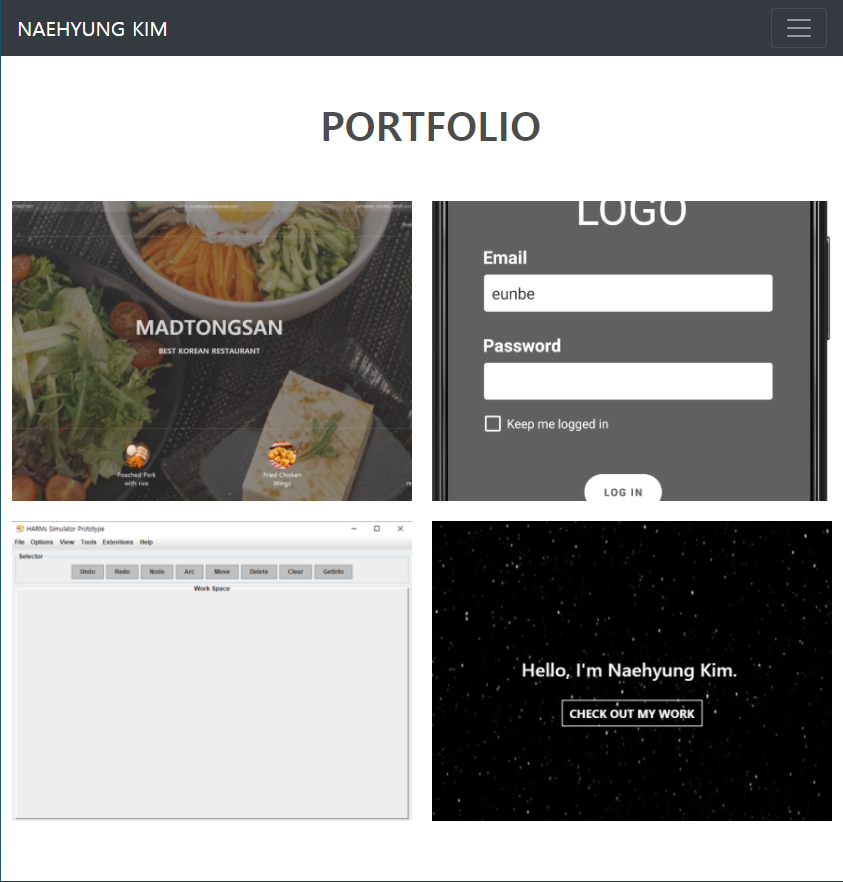 NAEHYUNG KIM
PORTFOLIO
MADTONGSAN
BEST KOREAN RESTAURANT
Poached Pork
with rice
Fried Chicken
Wings
LOGO
Email
eunbe
Password
Keep me logged in
LOG IN
HARMs Simulator Prototype
File Options View Tools Extentions Help
Selector
Undo Redo Node Arc Move Delete Clear GetInfo
Work Space
Hello, I'm Naehyung Kim.
CHECK OUT MY WORK